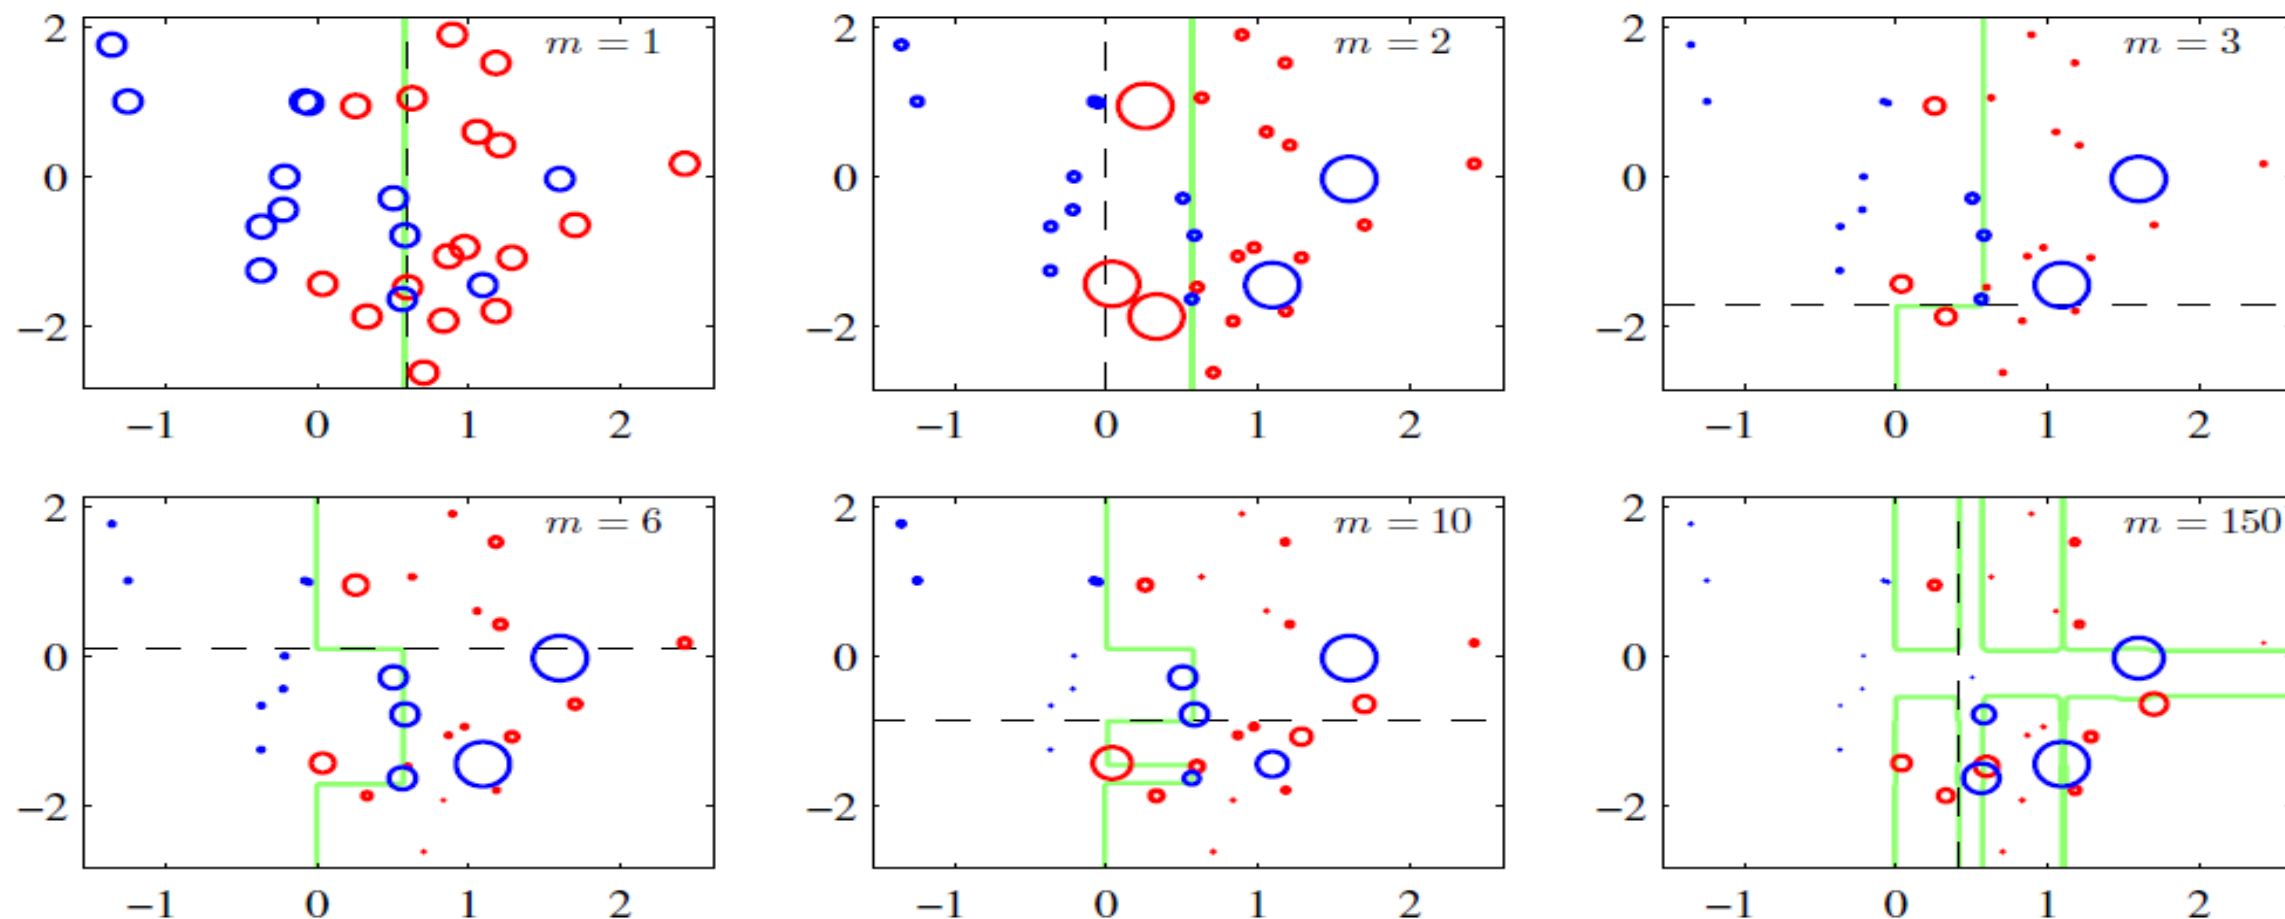 2 m = 1 2 m = 2 2 m = 3
0 0 0
−2 −2 −2
−1 0 1 2 −1 0 1 2 −1 0 1 2
2 m = 6 2 m = 10 2 m = 150
0 0 0
−2 −2 −2
−1 0 1 2 −1 0 1 2 −1 0 1 2